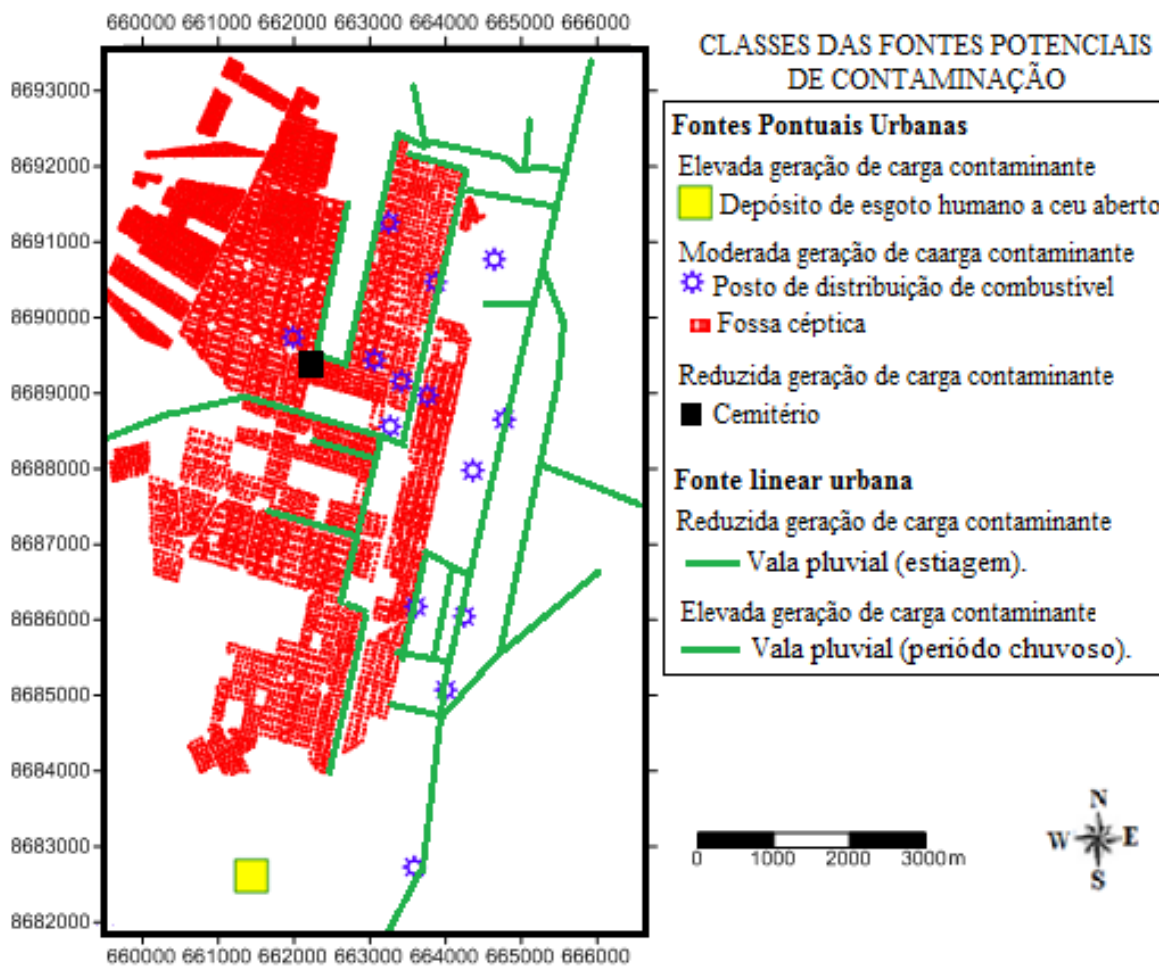 660000 661000 662000 663000 664000 665000 666000
8693000
8692000
8691000
8690000
8689000
8688000
8687000
8686000
8685000
8684000
8683000
8682000
660000 661000 662000 663000 664000 665000 666000
CLASSES DAS FONTES POTENCIAIS
DE CONTAMINAÇÃO
Fontes Pontuais Urbanas
Elevada geração de carga contaminante
Depósito de esgoto humano a ceu aberto
Moderada geração de caarga contaminante
Posto de distribuição de combustível
Fossa céptica
Reduzida geração de carga contaminante
Cemitério
Fonte linear urbana
Reduzida geração de carga contaminante
Vala pluvial (estiagem).
Elevada geração de carga contaminante
Vala pluvial (periódo chuvoso).
0 1000 2000 3000m
N
W E
S